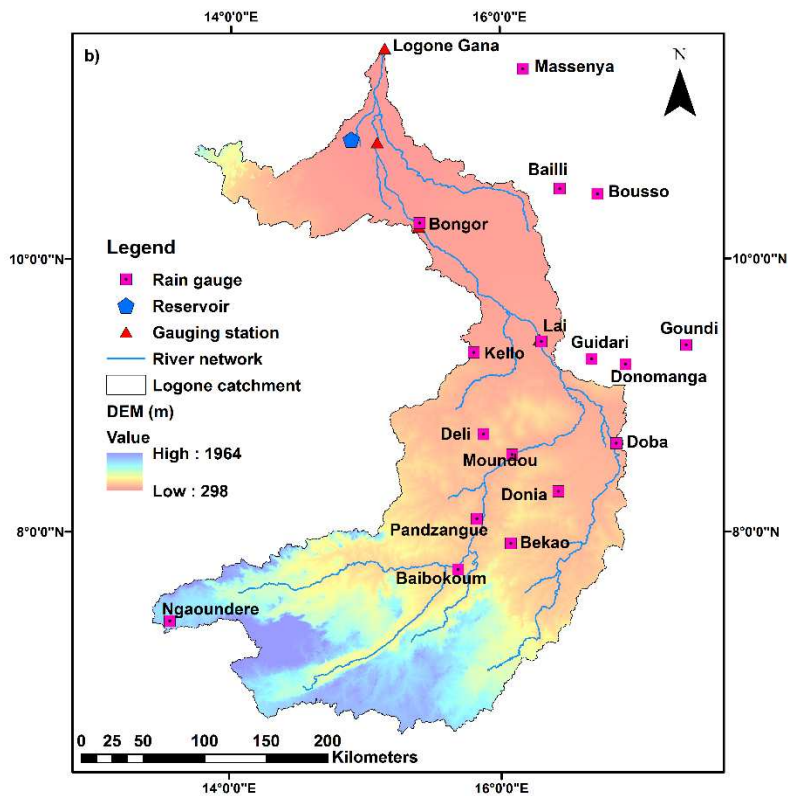 14°0'0"E 16°0'0"E
b)
Logone Gana
N
Massenya
Bailli
Bousso
Bongor
Legend
10°0'0"N
10°0'0"N
Rain gauge
Reservoir
Gauging station
River network
Logone catchment
DEM (m)
Value
High : 1964
Low : 298
Lai
Goundi
Guidari
Kello
Donomanga
Deli
Doba
Moundou
Donia
Pandzangue
8°0'0"N
8°0'0"N
Bekao
Baibokoum
Ngaoundere
0 25 50 100 150 200
Kilometers
14°0'0"E 16°0'0"E